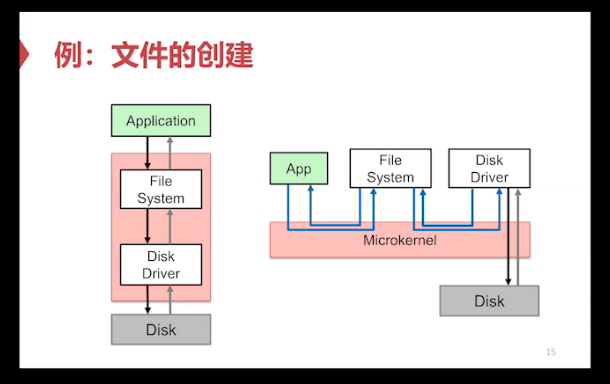 例：文件的创建
Application
File
System
Disk
Driver
Disk
App
File
System
Disk
Driver
Microkernel
Disk
15